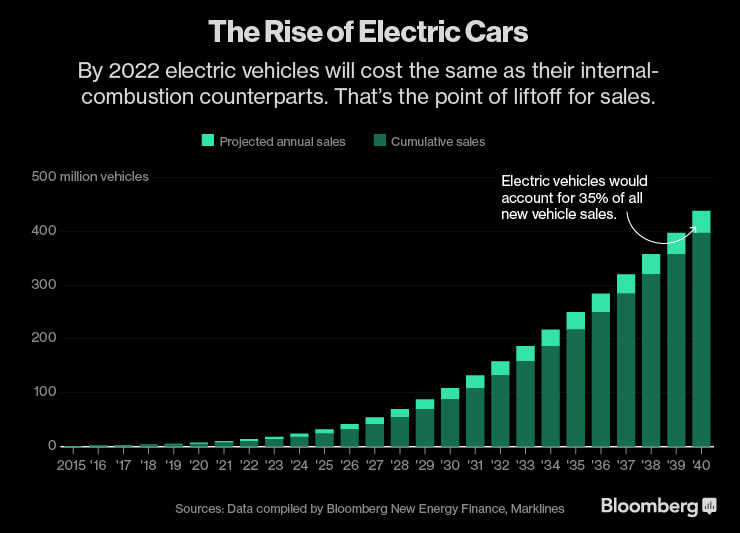 The Rise of Electric Cars
By 2022 electric vehicles will cost the same as their internal-
combustion counterparts. That's the point of liftoff for sales.
Projected annual sales Cumulative sales
500 million vehicles
Electric vehicles would
account for 35% of all
new vehicle sales.
400
300
200
100
0
2015 '16 '17 '18 '19 '20 '21 '22 '23 '24 '25 '26 '27 '28 '29 '30 '31 '32 '33 '34 '35 '36 '37 '38 '39 '40
Sources: Data compiled by Bloomberg New Energy Finance, Marklines
Bloomberg